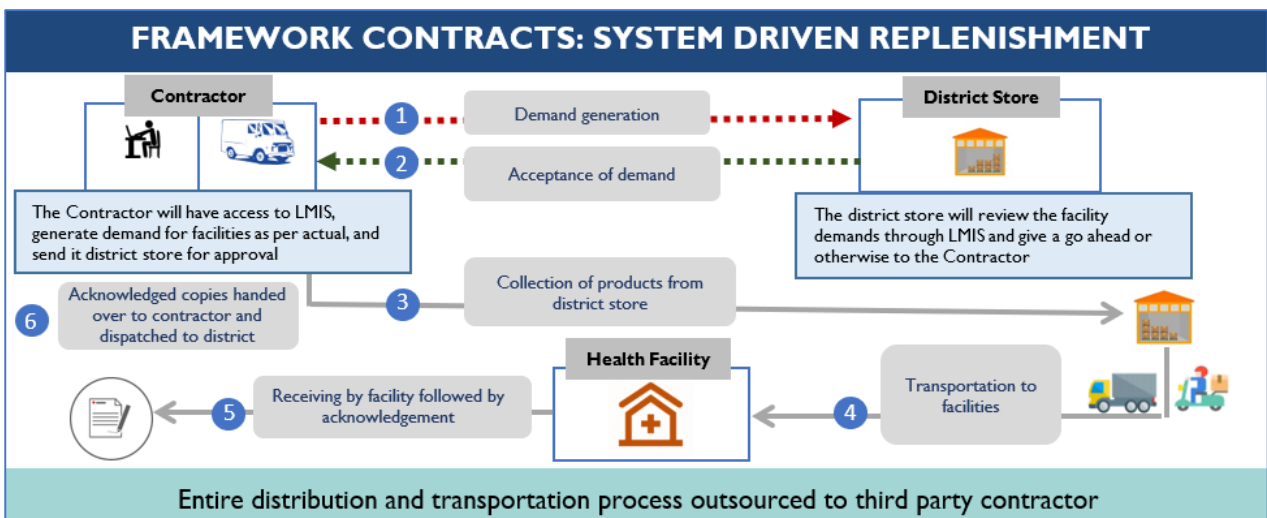 FRAMEWORK CONTRACTS: SYSTEM DRIVEN REPLENISHMENT
Contractor
District Store
1
Demand generation
2
Acceptance of demand
The Contractor will have access to LMIS,
generate demand for facilities as per actual, and
send it district store for approval
The district store will review the facility
demands through LMIS and give a go ahead or
otherwise to the Contractor
3
Collection of products from
district store
6
Acknowledged copies handed
over to contractor and
dispatched to district
Health Facility
4
Transportation to
facilities
5
Receiving by facility followed by
acknowledgement
Entire distribution and transportation process outsourced to third party contractor